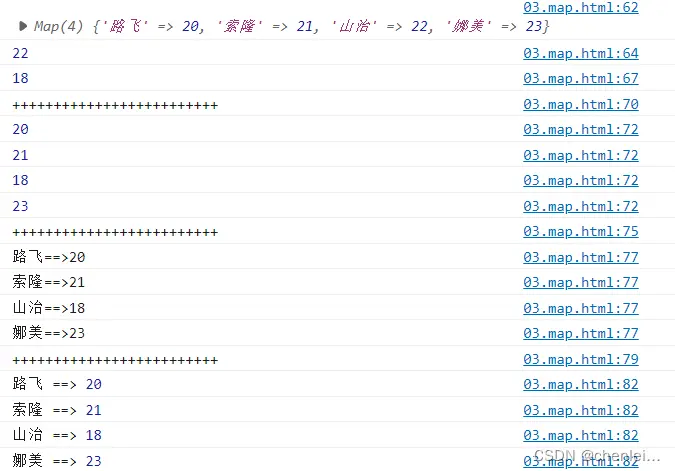 03.map.html:62
▶ Map(4) {'路飞' => 20, '索隆' => 21, '山治' => 22, '娜美' => 23}
22 03.map.html:64
18 03.map.html:67
+++++++++++++++++++++++++ 03.map.html:70
20 03.map.html:72
21 03.map.html:72
18 03.map.html:72
23 03.map.html:72
+++++++++++++++++++++++++ 03.map.html:75
路飞==>20 03.map.html:77
索隆==>21 03.map.html:77
山治==>18 03.map.html:77
娜美==>23 03.map.html:77
+++++++++++++++++++++++++ 03.map.html:79
路飞 ==> 20 03.map.html:82
索隆 ==> 21 03.map.html:82
山治 ==> 18 03.map.html:82
娜美 ==> 23 03.map.html:82
CSDN @chenlei...